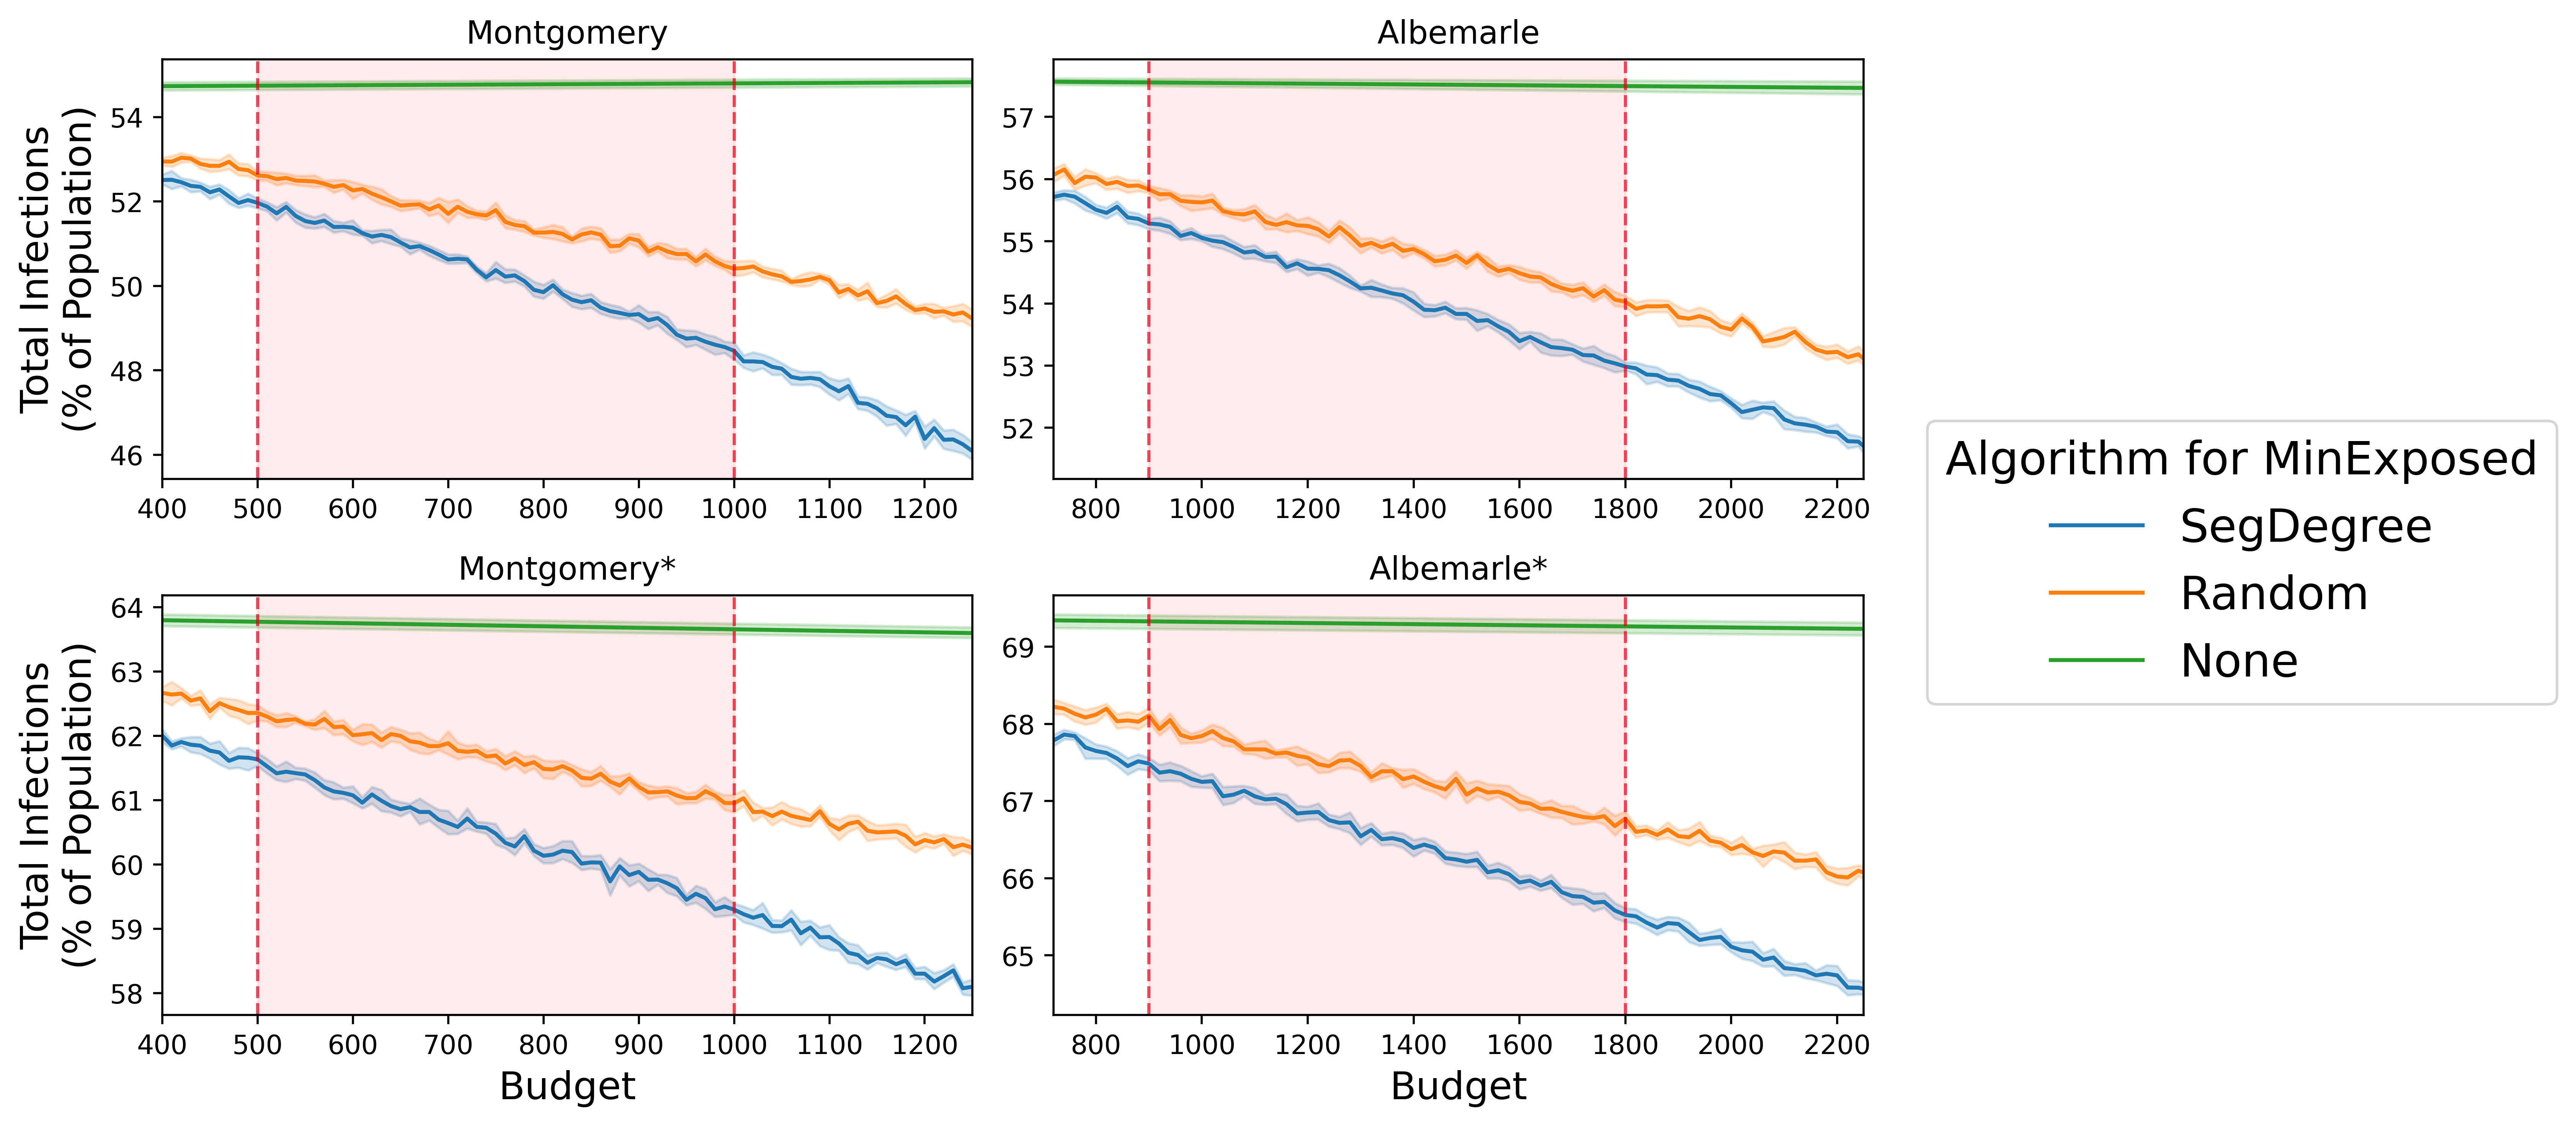 Montgomery
Albemarle
Total Infections
(% of Population)
54
52
50
48
46
400 500 600 700 800 900 1000 1100 1200
57
56
55
54
53
52
800 1000 1200 1400 1600 1800 2000 2200
Montgomery*
Albemarle*
Total Infections
(% of Population)
64
63
62
61
60
59
58
400 500 600 700 800 900 1000 1100 1200
Budget
69
68
67
66
65
800 1000 1200 1400 1600 1800 2000 2200
Budget
Algorithm for MinExposed
SegDegree
Random
None